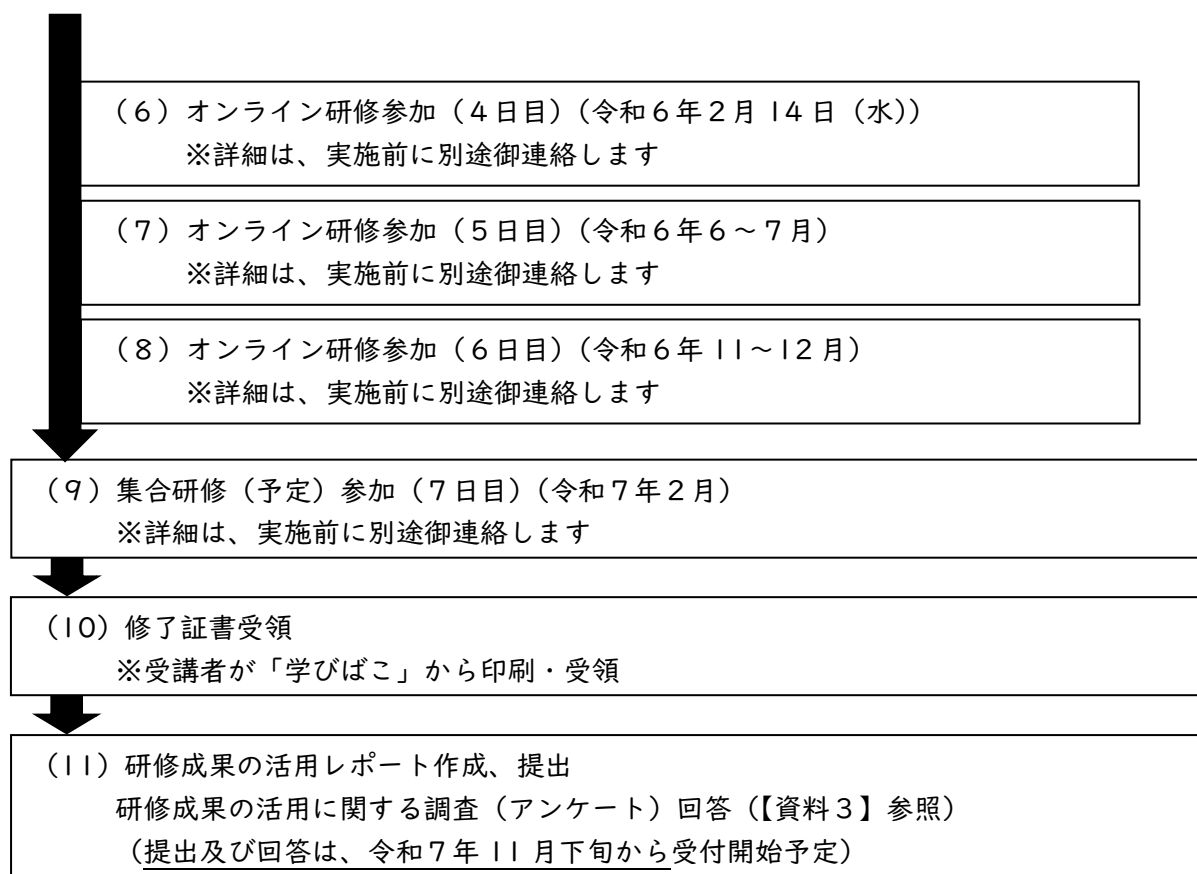 （６）オンライン研修参加（４日目）（令和６年２月１４日（水））
※詳細は、実施前に別途御連絡します
（７）オンライン研修参加（５日目）（令和６年６～７月）
※詳細は、実施前に別途御連絡します
（８）オンライン研修参加（６日目）（令和６年１１～１２月）
※詳細は、実施前に別途御連絡します
（９）集合研修（予定）参加（７日目）（令和７年２月）
※詳細は、実施前に別途御連絡します
（１０）修了証書受領
※受講者が「学びばこ」から印刷・受領
（１１）研修成果の活用レポート作成、提出
研修成果の活用に関する調査（アンケート）回答（【資料３】参照）
（提出及び回答は、令和７年１１月下旬から受付開始予定）